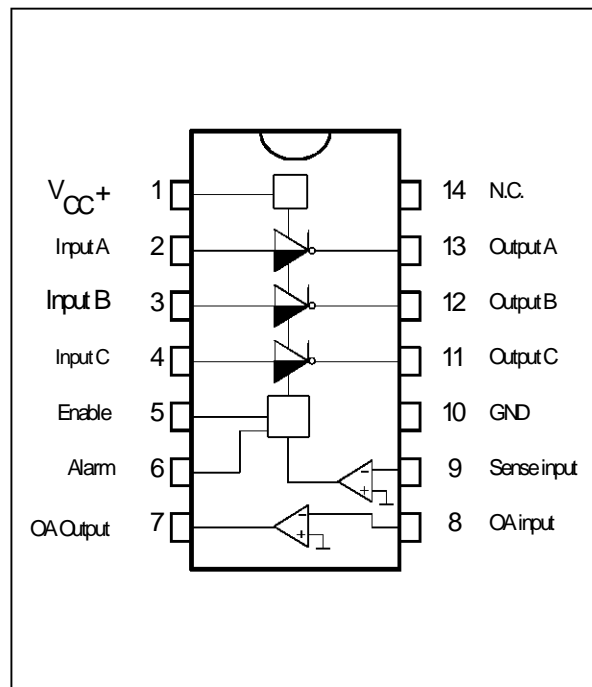 VCC+ 1 14 N.C.
Input A 2 13 Output A
Input B 3 12 Output B
Input C 4 11 Output C
Enable 5 10 GND
Alarm 6 - + 9 Sense input
OA Output 7 - + 8 OA input